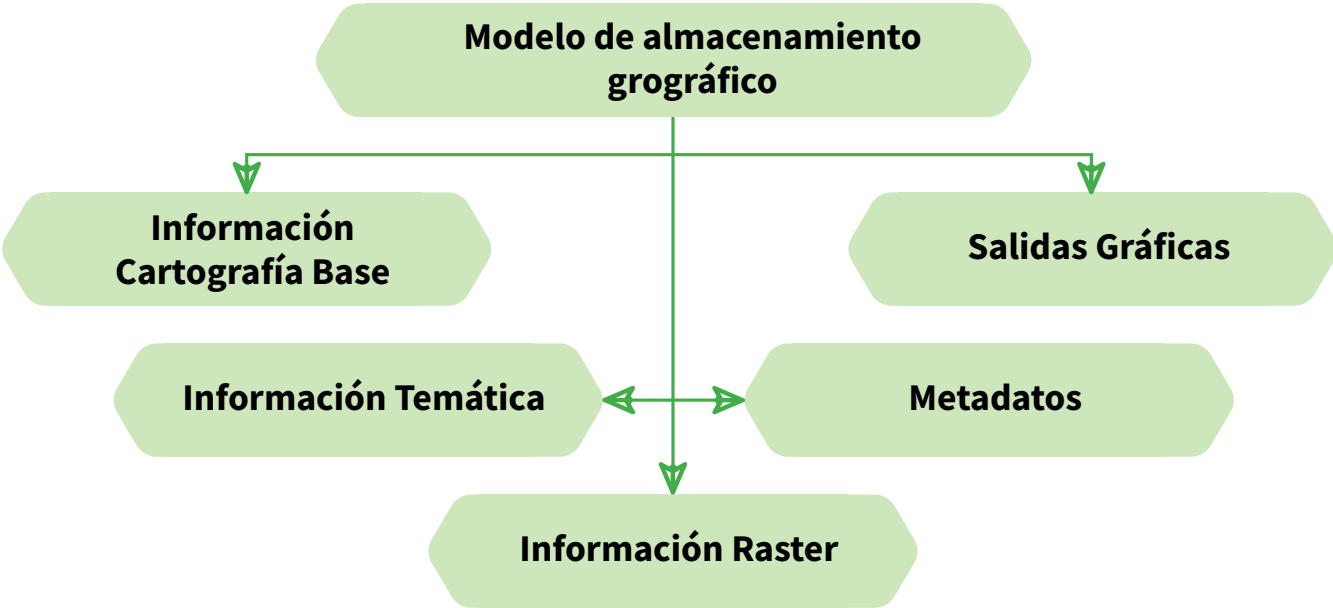 Modelo de almacenamiento
grográfico
Información
Cartografía Base
Salidas Gráficas
Información Temática
Metadatos
Información Raster